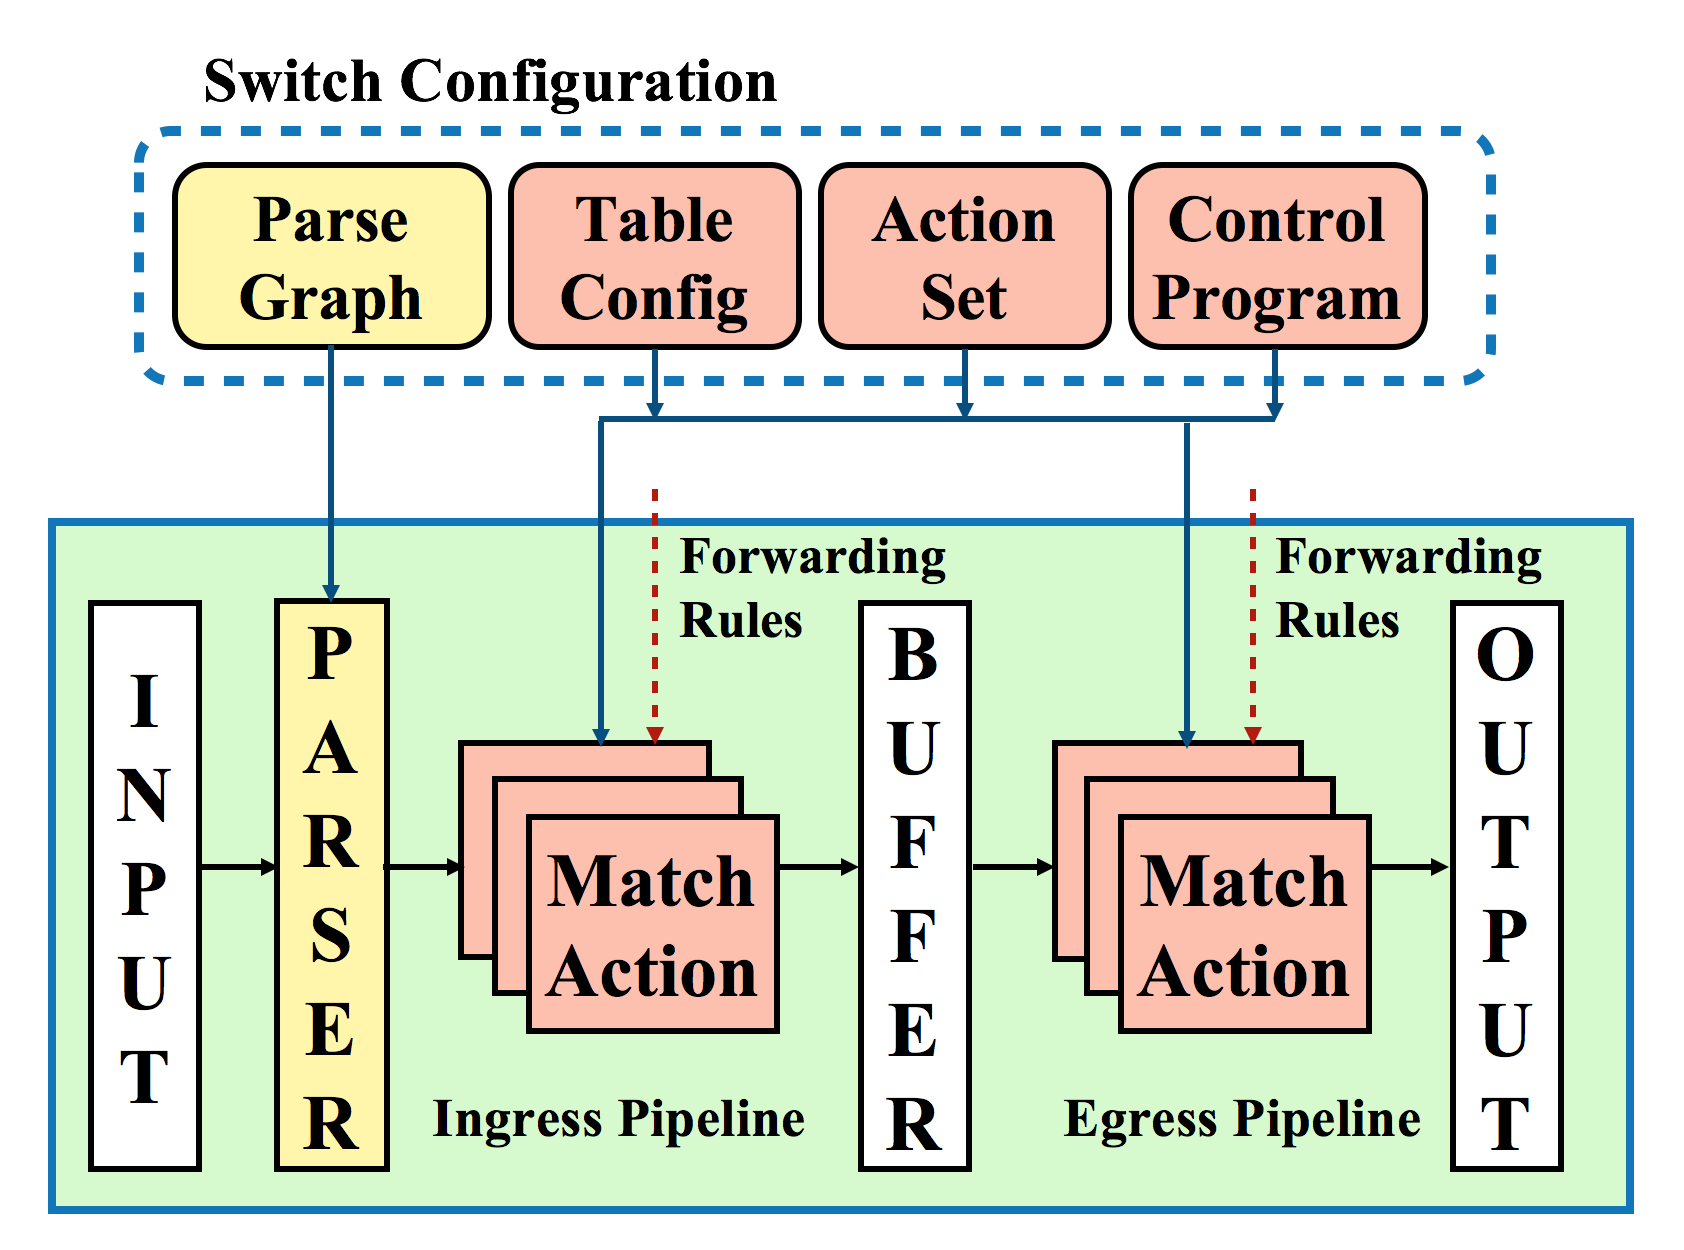 Switch Configuration
Parse
Graph
Table
Config
Action
Set
Control
Program
Forwarding
Rules
Forwarding
Rules
INPUT
PARSER
Match
Action
BUFFER
Match
Action
OUTPUT
Ingress Pipeline
Egress Pipeline